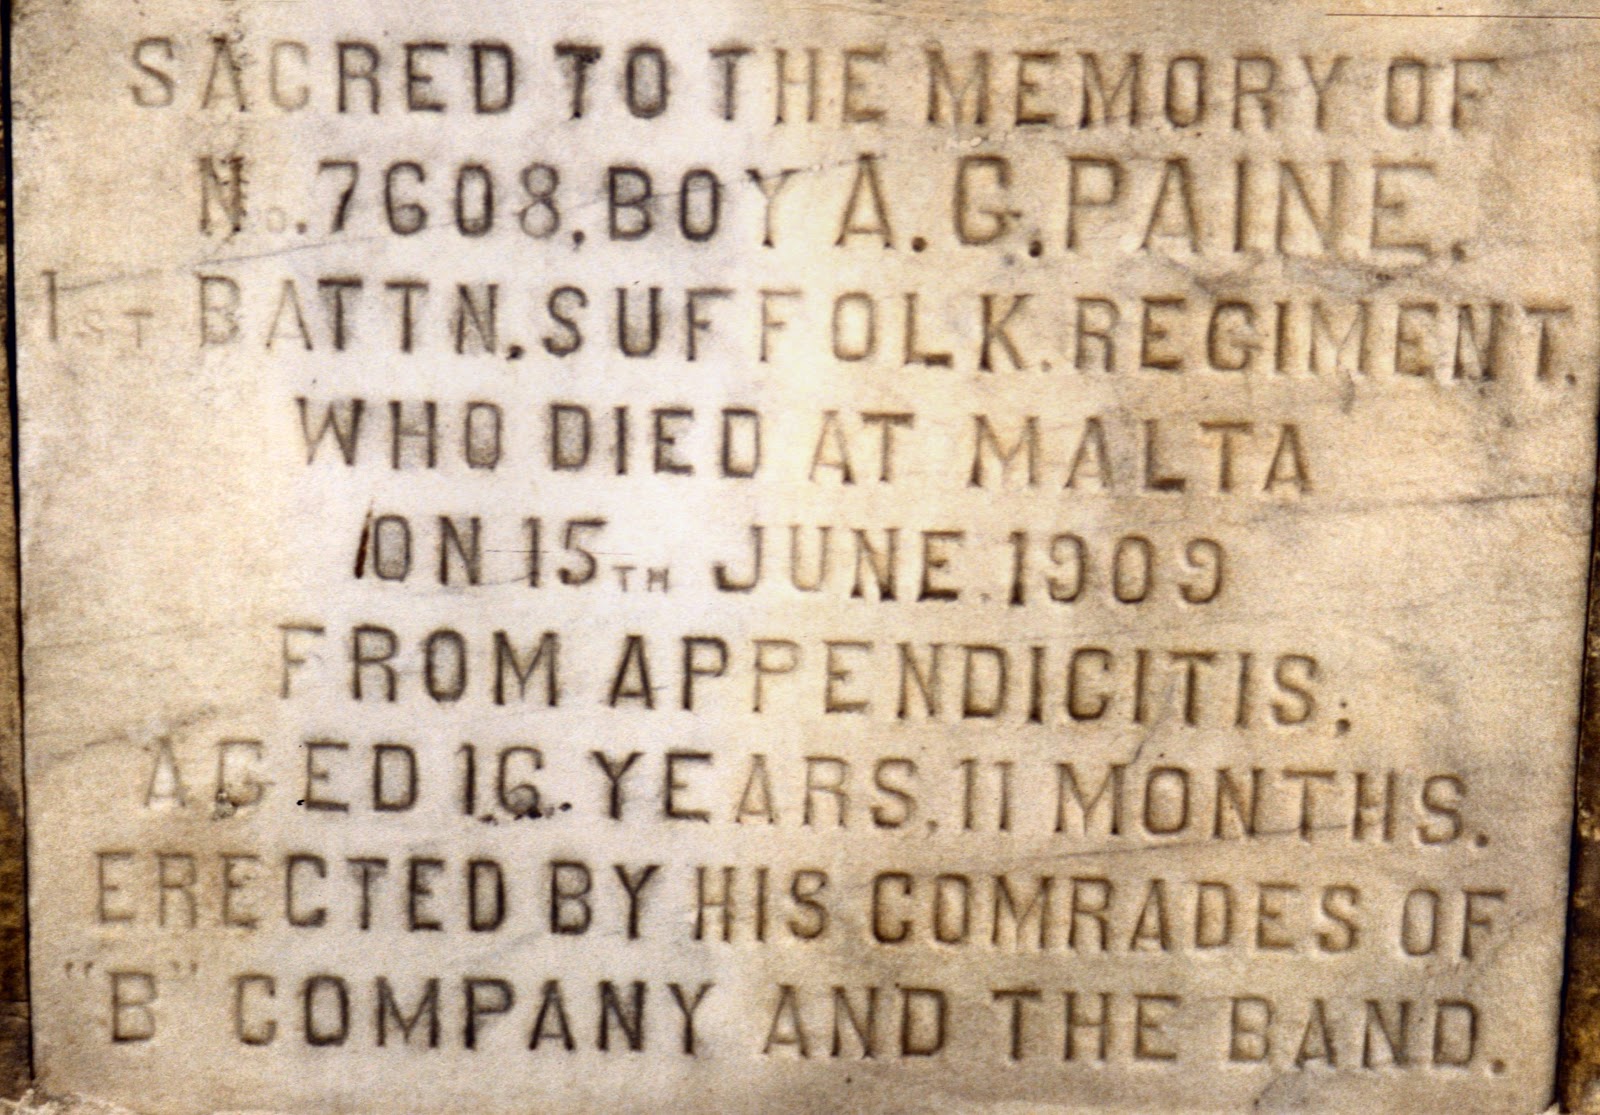 SACRED TO THE MEMORY OF
No. 7608, BOY A. G. PAINE.
1ST BATTN, SUFFOLK. REGIMENT.
WHO DIED AT MALTA
ON 15TH JUNE. 1909
FROM APPENDICITIS;
AGED 16. YEARS, 11 MONTHS.
ERECTED BY HIS COMRADES OF
"B" COMPANY AND THE BAND.